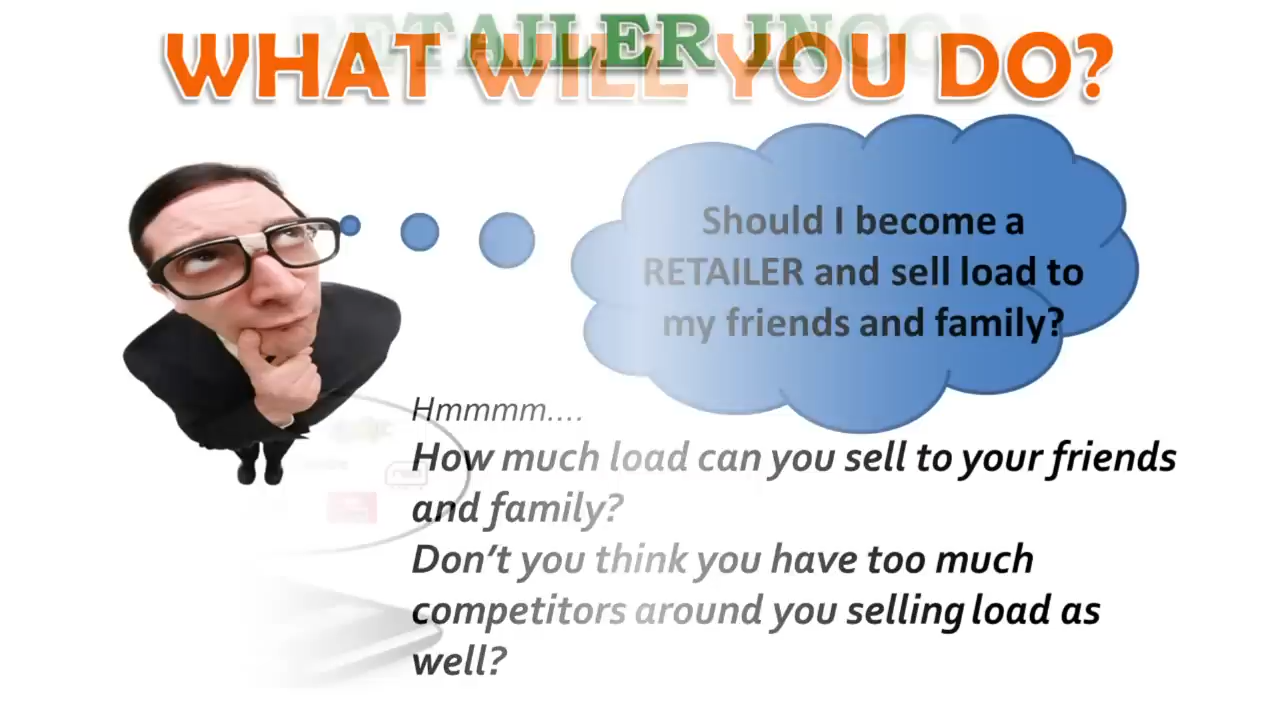 RETAILER INCO
WHAT WILL YOU DO?
Should I become a
RETAILER and sell load to
my friends and family?
Hmmmm....
How much load can you sell to your friends
and family?
Don't you think you have too much
competitors around you selling load as
well?